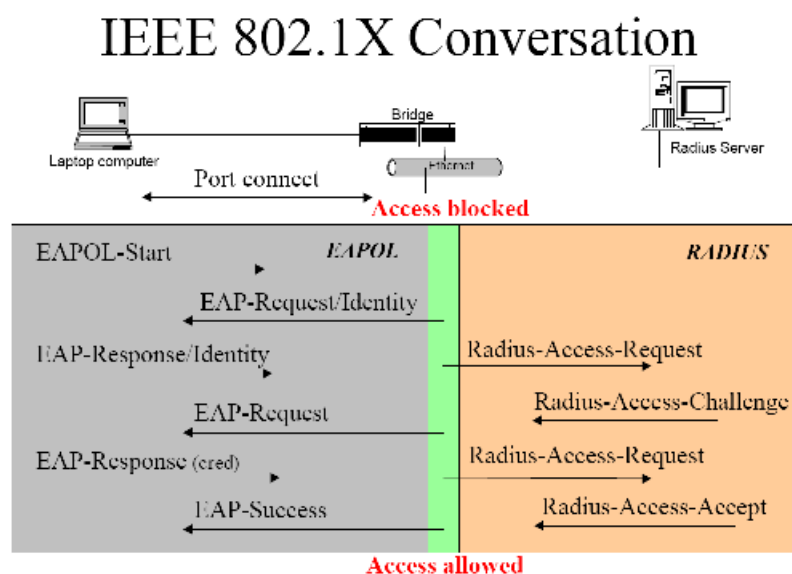 IEEE 802.1X Conversation
Bridge
Laptop computer
Radius Server
Ethernet
Port connect
Access blocked
EAPOL-Start
EAPOL
RADIUS
EAP-Request/Identity
EAP-Response/Identity
Radius-Access-Request
EAP-Request
Radius-Access-Challenge
EAP-Response (cred)
Radius-Access-Request
EAP-Success
Radius-Access-Accept
Access allowed